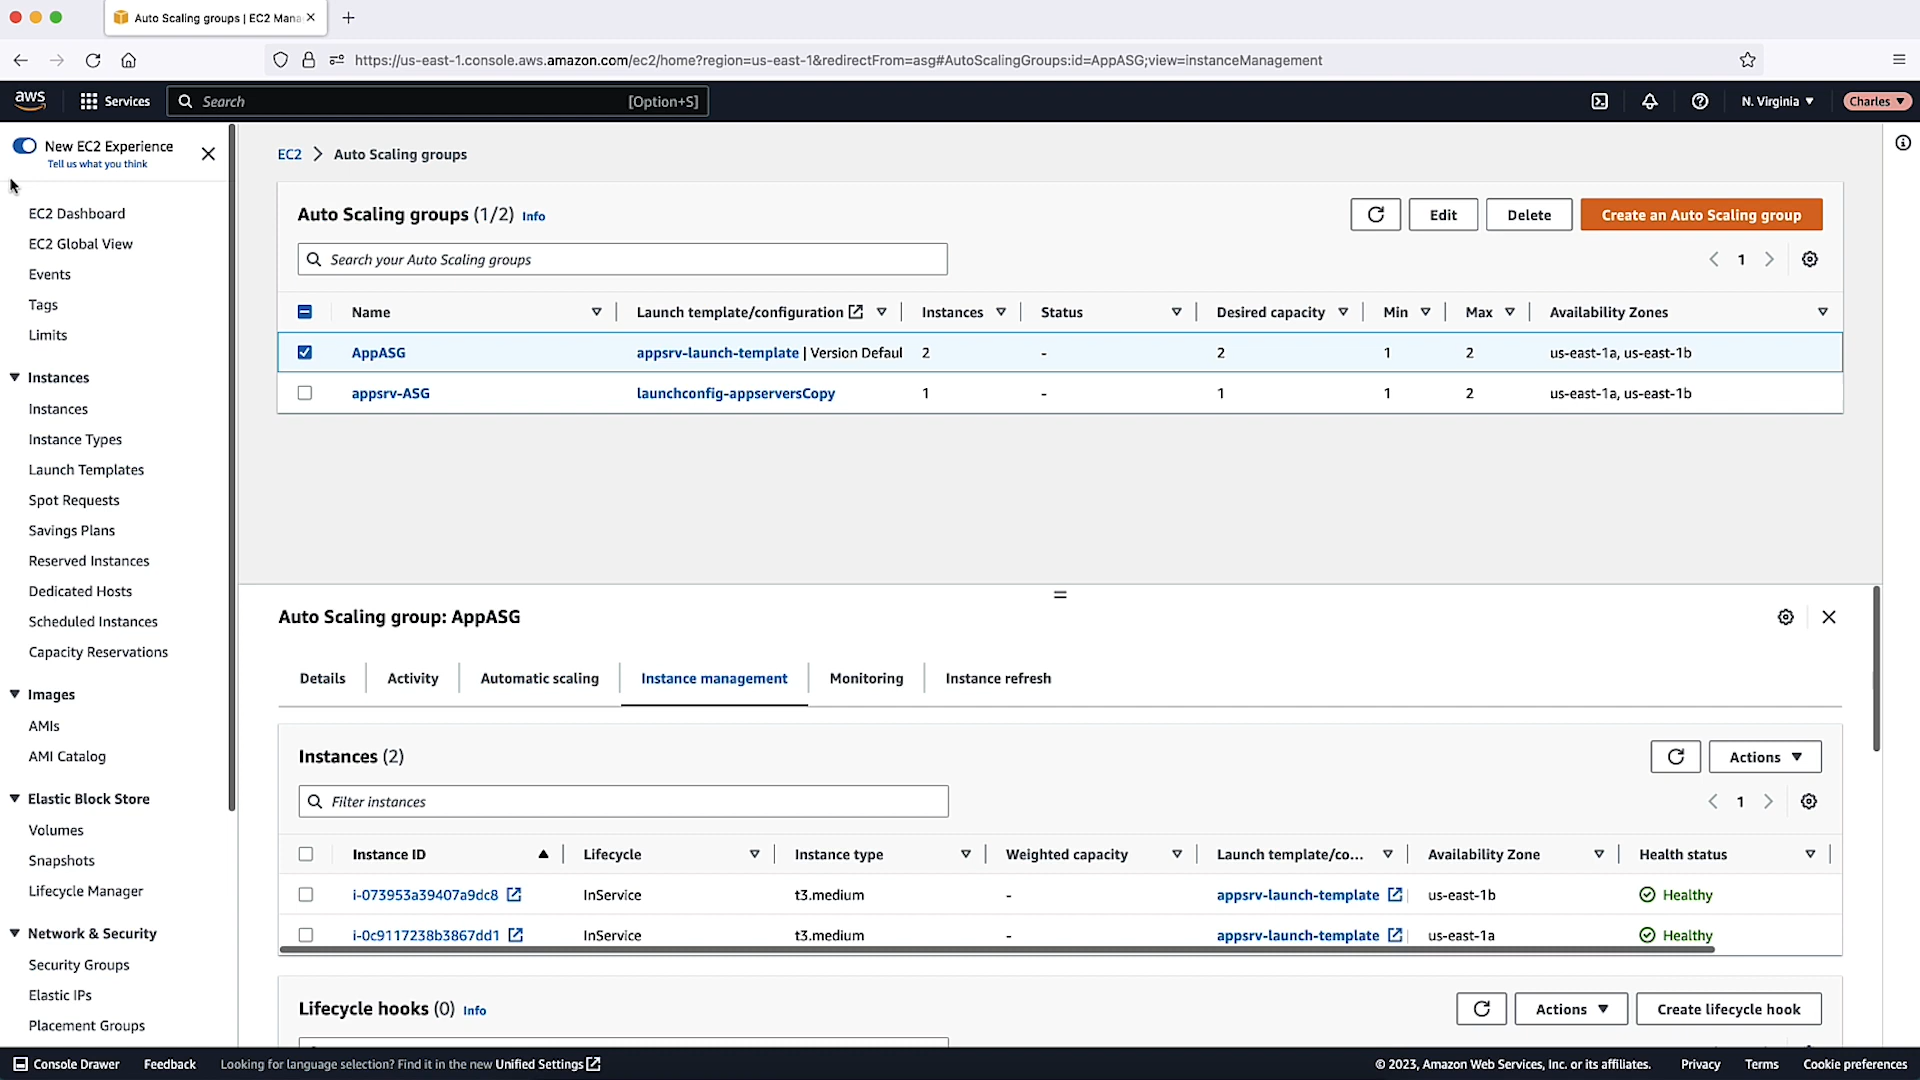 Auto Scaling groups | EC2 Mana
https://us-east-1.console.aws.amazon.com/ec2/home?region=us-east-1&redirectFrom=asg#AutoScalingGroups:id=AppASG;view=instanceManagement
aws Services Search [Option+S] N. Virginia Charles
New EC2 Experience
Tell us what you think
EC2 Dashboard
EC2 Global View
Events
Tags
Limits
Instances
Instances
Instance Types
Launch Templates
Spot Requests
Savings Plans
Reserved Instances
Dedicated Hosts
Scheduled Instances
Capacity Reservations
Images
AMIs
AMI Catalog
Elastic Block Store
Volumes
Snapshots
Lifecycle Manager
Network & Security
Security Groups
Elastic IPs
Placement Groups
EC2 > Auto Scaling groups
Auto Scaling groups (1/2) Info Edit Delete Create an Auto Scaling group
Search your Auto Scaling groups 1
Name Launch template/configuration Instances Status Desired capacity Min Max Availability Zones
AppASG appsrv-launch-template | Version Defaul 2 - 2 1 2 us-east-1a, us-east-1b
appsrv-ASG launchconfig-appserversCopy 1 - 1 1 2 us-east-1a, us-east-1b
Auto Scaling group: AppASG
Details Activity Automatic scaling Instance management Monitoring Instance refresh
Instances (2) Actions
Filter instances 1
Instance ID Lifecycle Instance type Weighted capacity Launch template/co... Availability Zone Health status
i-073953a39407a9dc8 InService t3.medium - appsrv-launch-template us-east-1b Healthy
i-0c9117238b3867dd1 InService t3.medium - appsrv-launch-template us-east-1a Healthy
Lifecycle hooks (0) Info Actions Create lifecycle hook
Console Drawer Feedback Looking for language selection? Find it in the new Unified Settings © 2023, Amazon Web Services, Inc. or its affiliates. Privacy Terms Cookie preferences